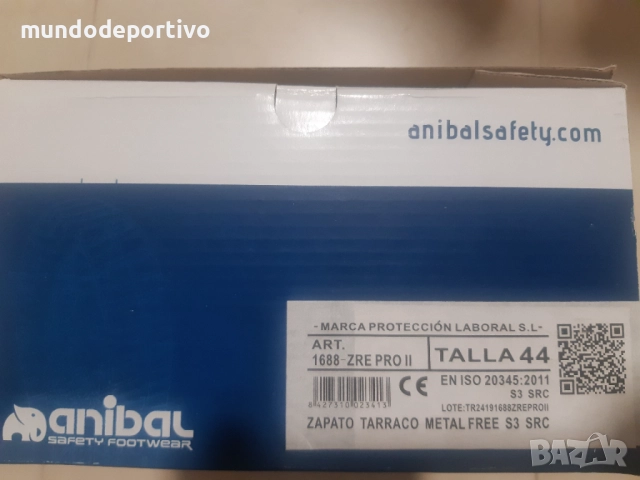 mundodeportivo
anibalsafety.com
- MARCA PROTECCIÓN LABORAL S.L-
ART.
1688-ZRE PRO II
TALLA 44
EN ISO 20345:2011
S3 SRC
8427310023413
LOTE:TR24191688ZREPROII
ZAPATO TARRACO METAL FREE S3 SRC
anibal
SAFETY FOOTWEAR
BAZAR